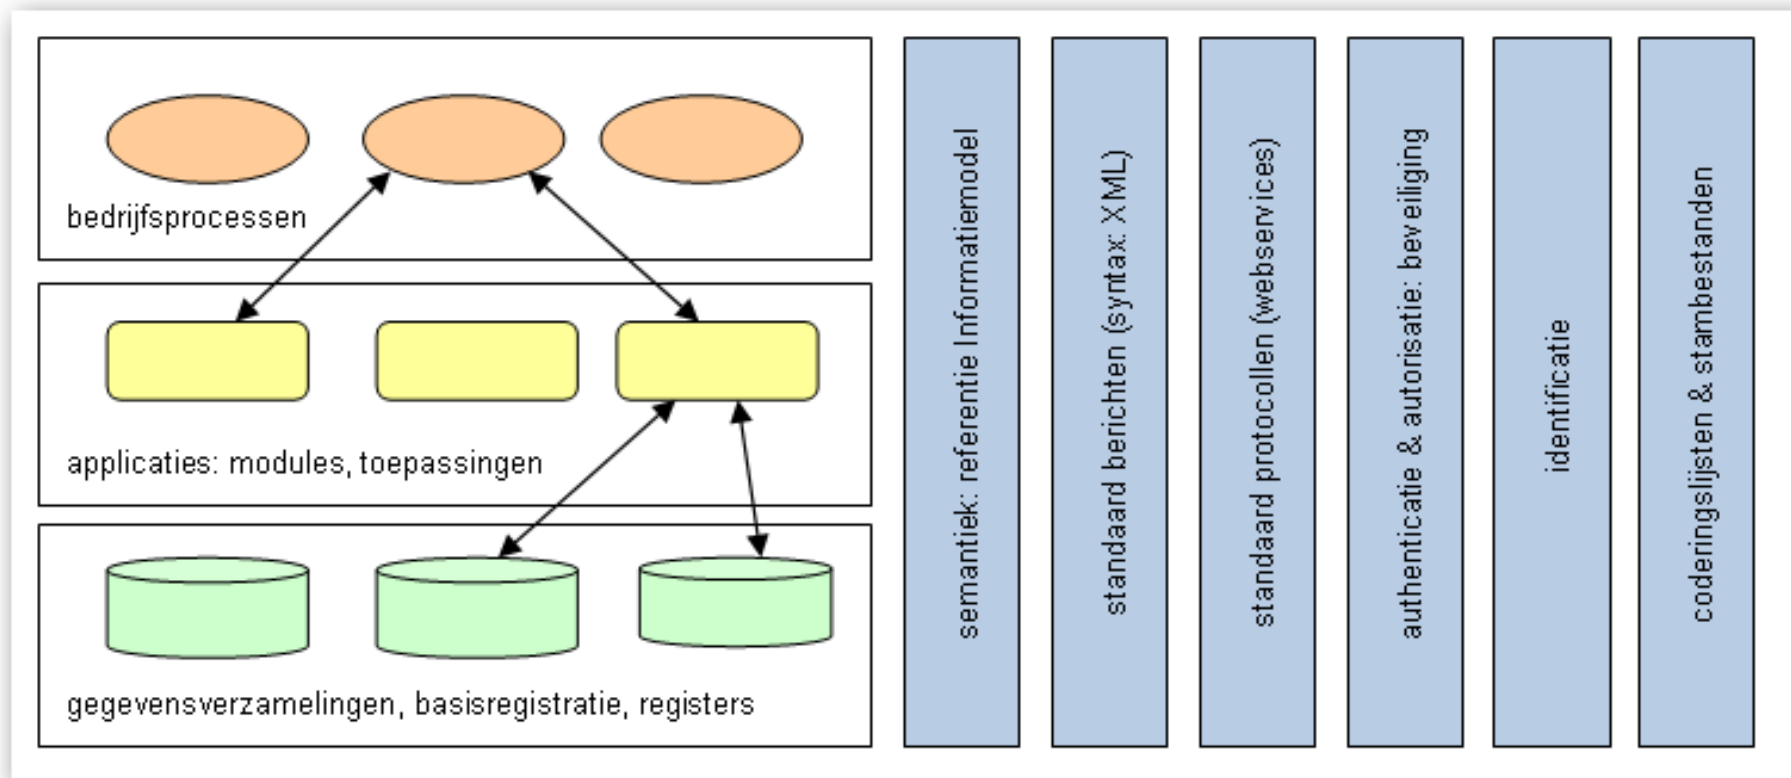 bedrijfsprocessen
applicaties: modules, toepassingen
gegevensverzamelingen, basisregistratie, registers
semantiek: referentie Informatiemodel
standaard berichten (syntax: XML)
standaard protocollen (webservices)
authenticatie & autorisatie: beveiliging
identificatie
coderingslijsten & stambestanden